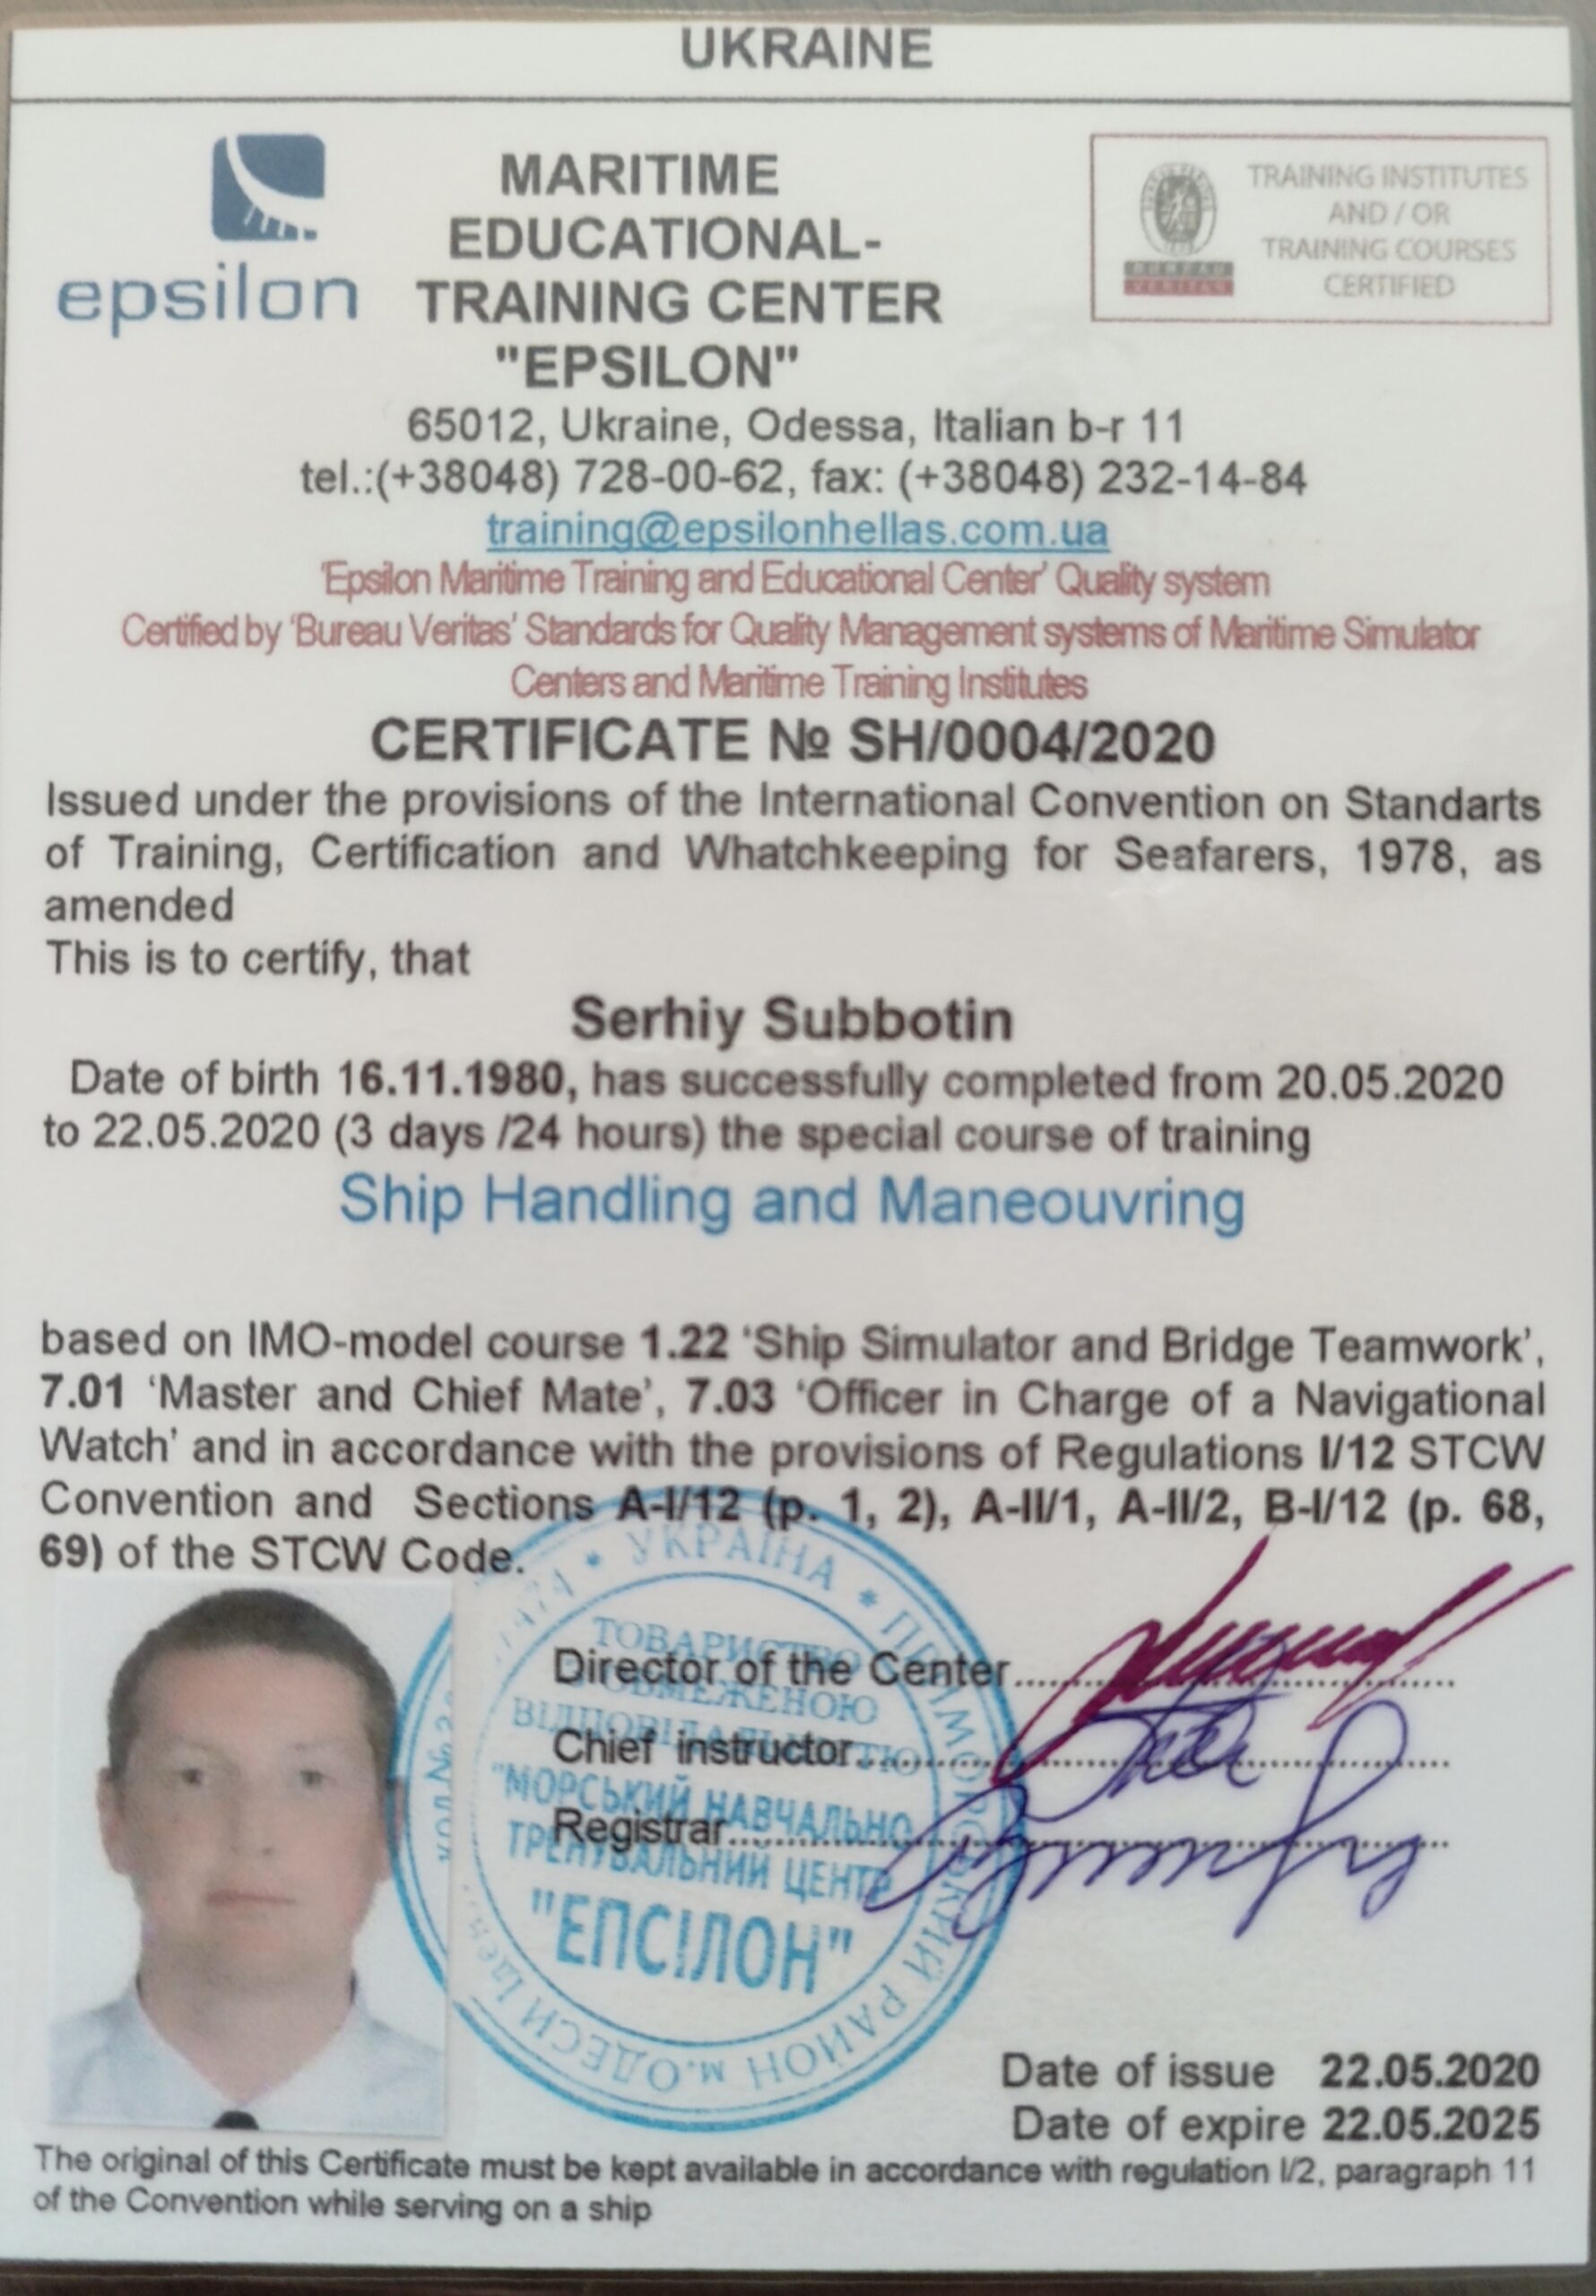 UKRAINE
epsilon
MARITIME
EDUCATIONAL-
TRAINING CENTER
"EPSILON"
BUREAU
VERITAS
TRAINING INSTITUTES
AND / OR
TRAINING COURSES
CERTIFIED
65012, Ukraine, Odessa, Italian b-r 11
tel.:(+38048) 728-00-62, fax: (+38048) 232-14-84
training@epsilonhellas.com.ua
'Epsilon Maritime Training and Educational Center' Quality system
Certified by 'Bureau Veritas' Standards for Quality Management systems of Maritime Simulator
Centers and Maritime Training Institutes
CERTIFICATE № SH/0004/2020
Issued under the provisions of the International Convention on Standarts
of Training, Certification and Whatchkeeping for Seafarers, 1978, as
amended
This is to certify, that
Serhiy Subbotin
Date of birth 16.11.1980, has successfully completed from 20.05.2020
to 22.05.2020 (3 days /24 hours) the special course of training
Ship Handling and Maneouvring
based on IMO-model course 1.22 'Ship Simulator and Bridge Teamwork',
7.01 'Master and Chief Mate', 7.03 'Officer in Charge of a Navigational
Watch' and in accordance with the provisions of Regulations I/12 STCW
Convention and Sections A-I/12 (p. 1, 2), A-II/1, A-II/2, B-I/12 (p. 68,
69) of the STCW Code.
Director of the Center
Chief instructor
Registrar
* УКРАЇНА * ПРИМОРСЬКИЙ РАЙОН м.ОДЕСИ
ТОВАРИСТВО
ОБМЕЖЕНОЮ
ВІДПОВІДАЛЬНІСТЮ
"МОРСЬКИЙ НАВЧАЛЬНО
ТРЕНУВАЛЬНИЙ ЦЕНТР
"ЕПСІЛОН"
Date of issue 22.05.2020
Date of expire 22.05.2025
The original of this Certificate must be kept available in accordance with regulation I/2, paragraph 11
of the Convention while serving on a ship